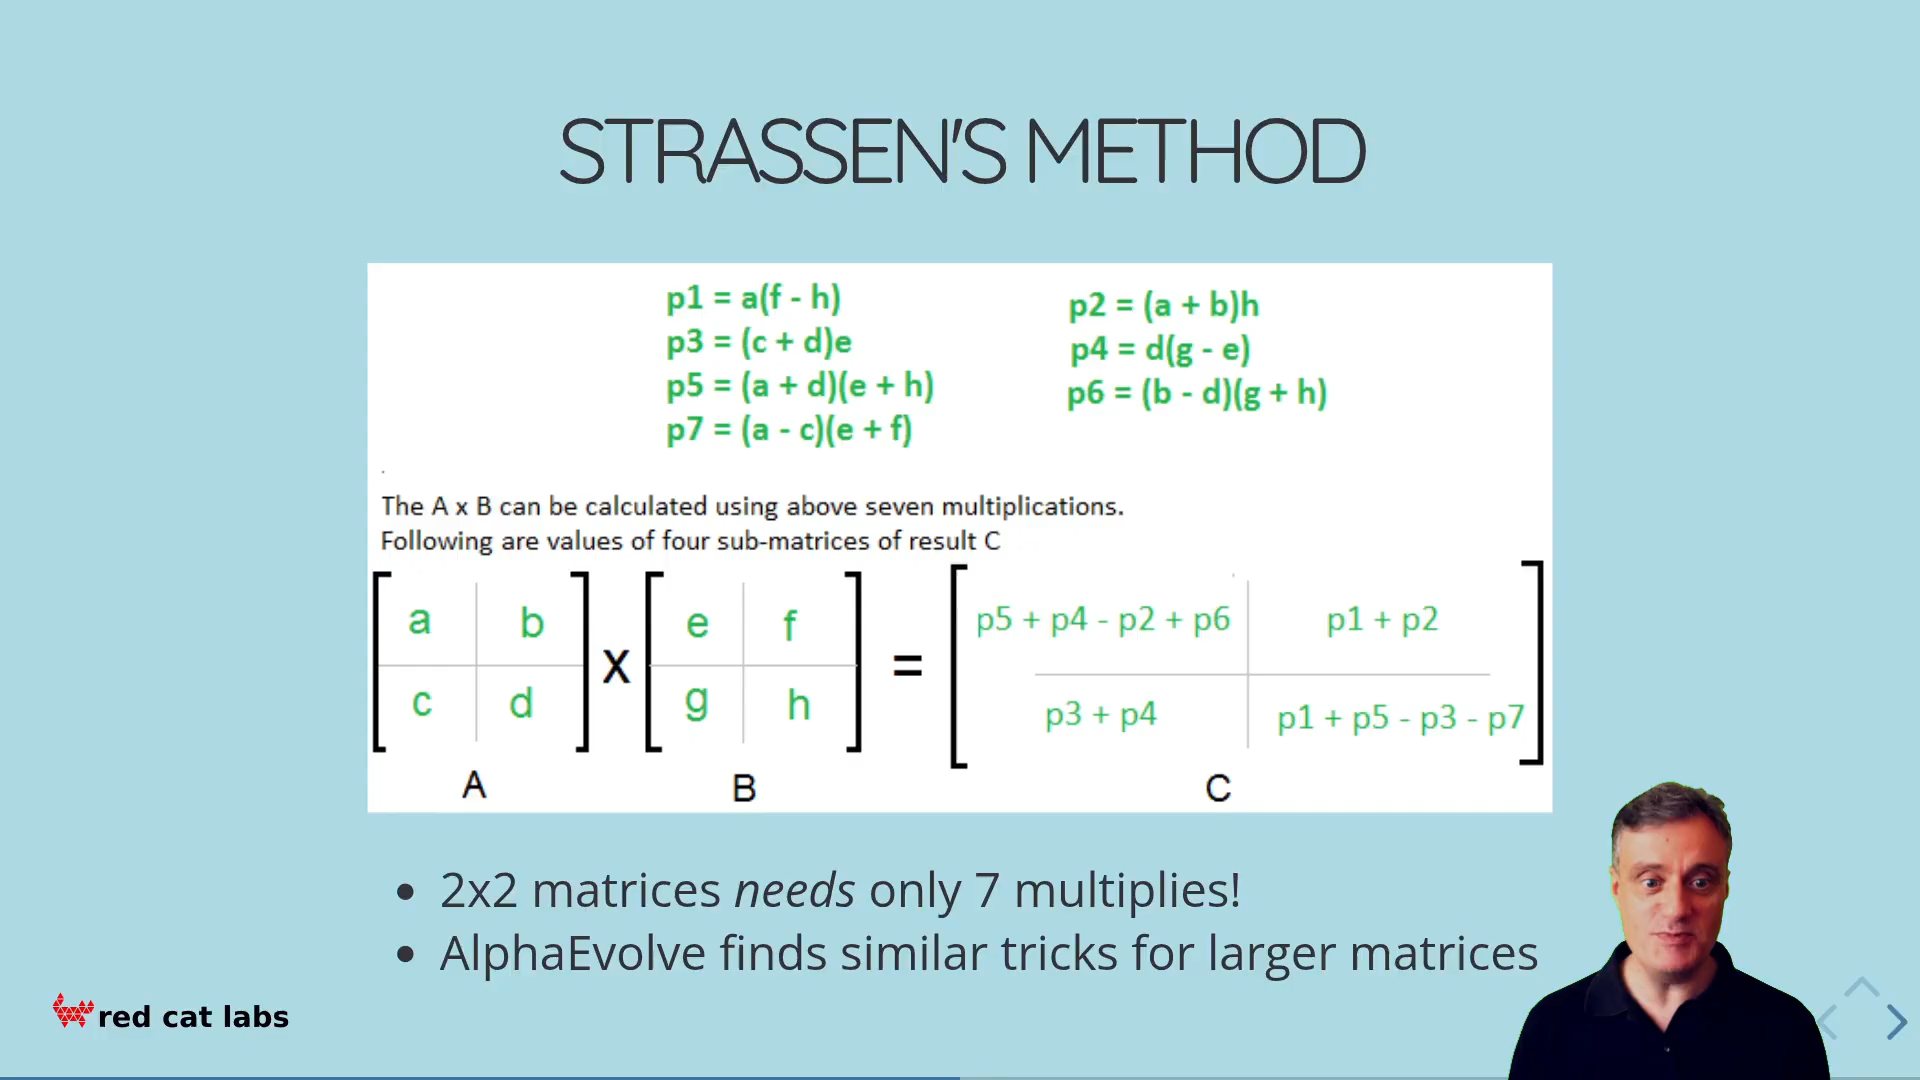 STRASSEN'S METHOD
p1 = a(f - h)
p2 = (a + b)h
p3 = (c + d)e
p4 = d(g - e)
p5 = (a + d)(e + h)
p6 = (b - d)(g + h)
p7 = (a - c)(e + f)
The A x B can be calculated using above seven multiplications.
Following are values of four sub-matrices of result C
a b e f p5 + p4 - p2 + p6 p1 + p2
X =
c d g h p3 + p4 p1 + p5 - p3 - p7
A B C
• 2x2 matrices needs only 7 multiplies!
• AlphaEvolve finds similar tricks for larger matrices
red cat labs